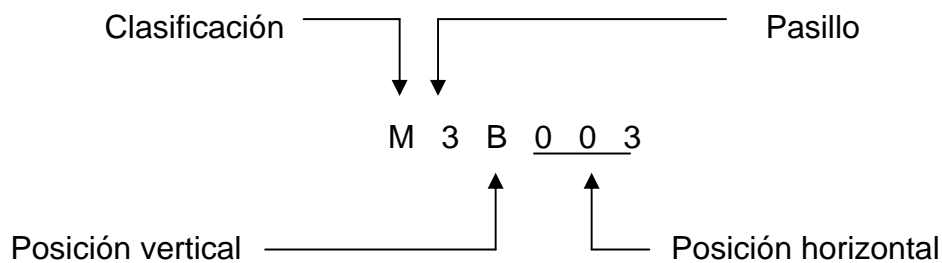 Clasificación Pasillo
M 3 B 0 0 3
Posición vertical Posición horizontal